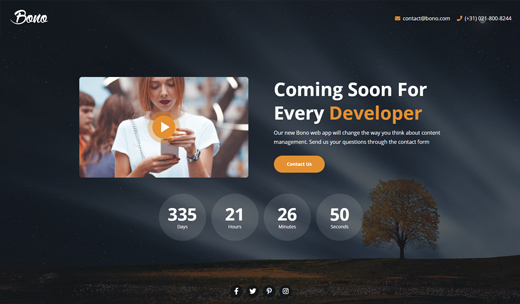 Bono
contact@bono.com
(+31) 021-800-8244
Coming Soon For
Every Developer
Our new Bono web app will change the way you think about content
management. Send us your questions through the contact form
Contact Us
335
21
26
50
Days
Hours
Minutes
Seconds